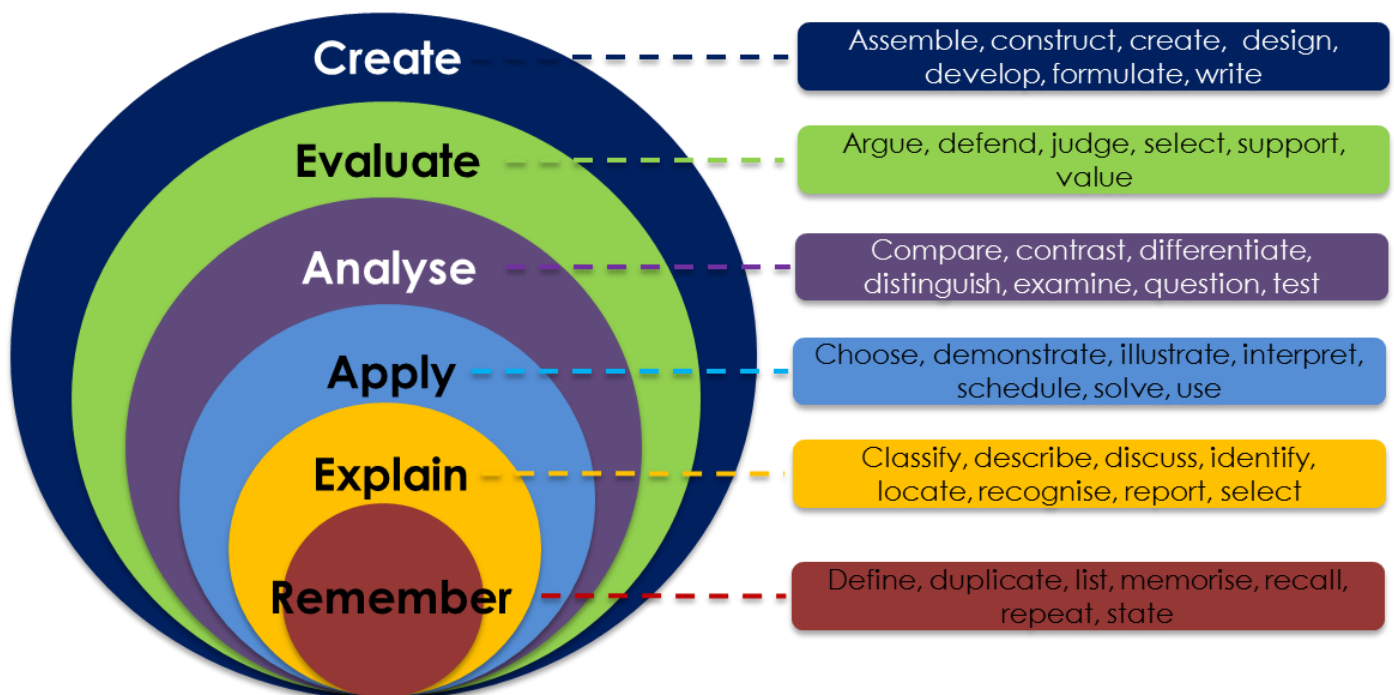 Create
Assemble, construct, create, design,
develop, formulate, write
Evaluate
Argue, defend, judge, select, support,
value
Analyse
Compare, contrast, differentiate,
distinguish, examine, question, test
Apply
Choose, demonstrate, illustrate, interpret,
schedule, solve, use
Explain
Classify, describe, discuss, identify,
locate, recognise, report, select
Remember
Define, duplicate, list, memorise, recall,
repeat, state